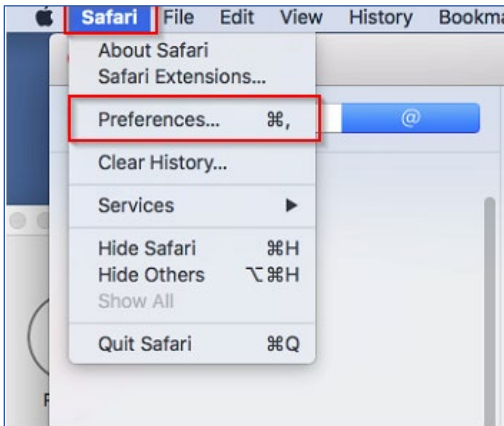 Safari File Edit View History Bookma
About Safari
Safari Extensions...
Preferences... ⌘,
@
Clear History...
Services ▶
Hide Safari ⌘H
Hide Others ⌥⌘H
Show All
Quit Safari ⌘Q